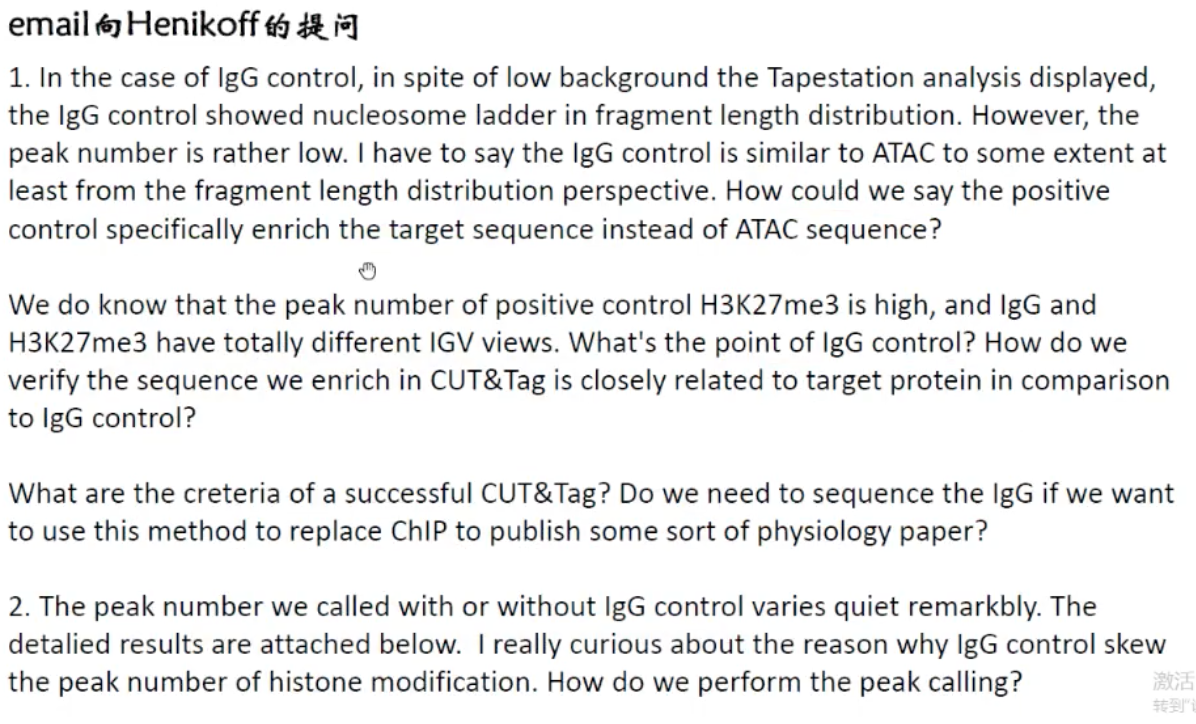 email向Henikoff的提问
1. In the case of IgG control, in spite of low background the Tapestation analysis displayed,
the IgG control showed nucleosome ladder in fragment length distribution. However, the
peak number is rather low. I have to say the IgG control is similar to ATAC to some extent at
least from the fragment length distribution perspective. How could we say the positive
control specifically enrich the target sequence instead of ATAC sequence?
We do know that the peak number of positive control H3K27me3 is high, and IgG and
H3K27me3 have totally different IGV views. What's the point of IgG control? How do we
verify the sequence we enrich in CUT&Tag is closely related to target protein in comparison
to IgG control?
What are the creteria of a successful CUT&Tag? Do we need to sequence the IgG if we want
to use this method to replace ChIP to publish some sort of physiology paper?
2. The peak number we called with or without IgG control varies quiet remarkbly. The
detalied results are attached below.  I really curious about the reason why IgG control skew
the peak number of histone modification. How do we perform the peak calling?
激活
转到"